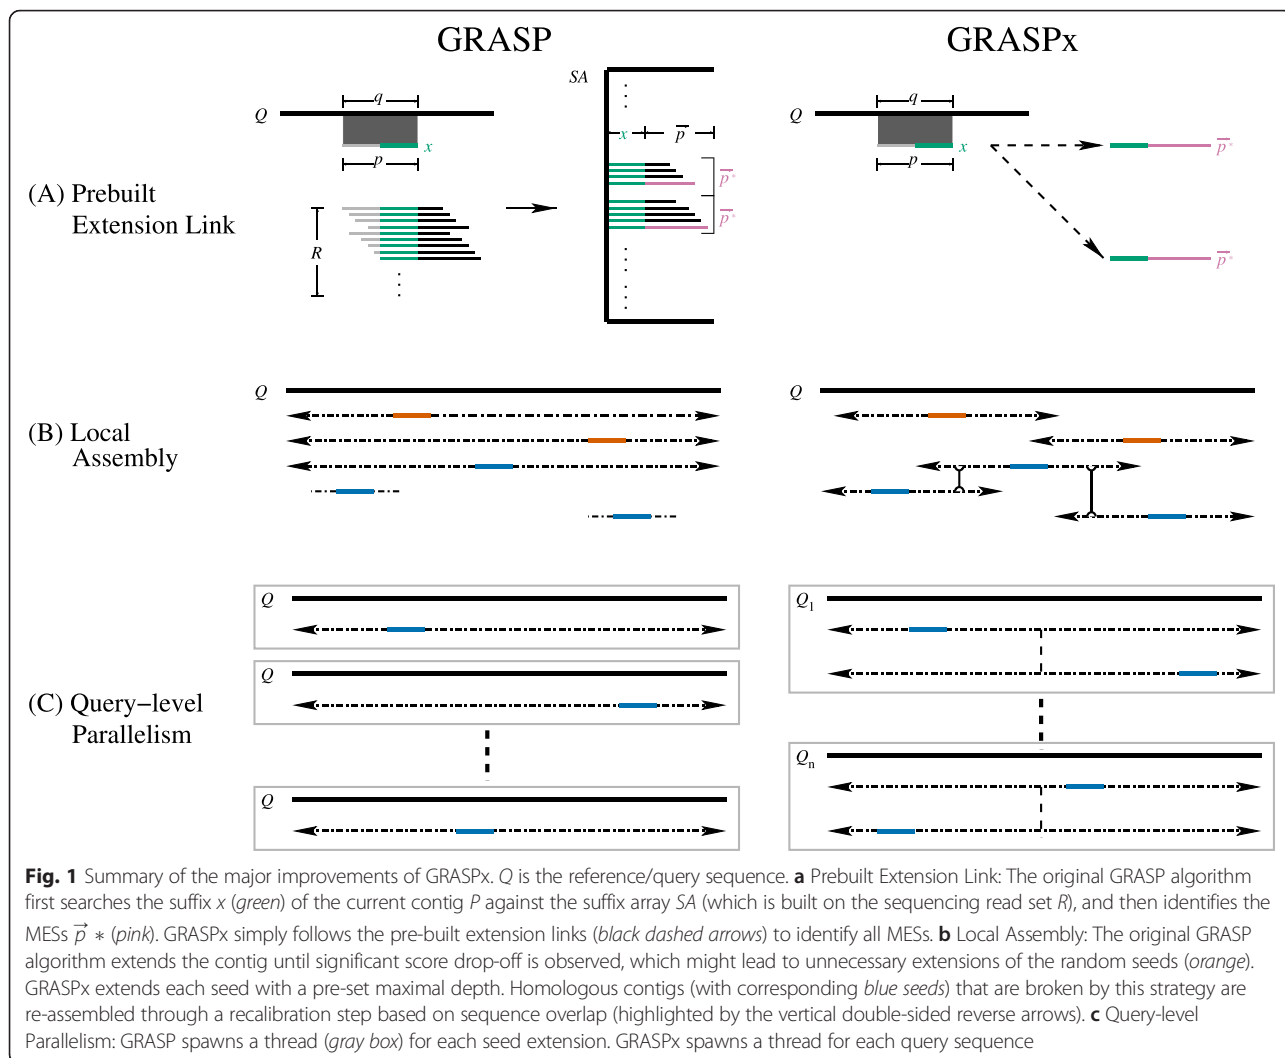 GRASP
GRASPx
(A) Prebuilt
Extension Link
Q
q
x
p
R
SA
x
p
p*
p*
Q
q
x
p
p*
p*
(B) Local
Assembly
Q
Q
(C) Query-level
Parallelism
Q
Q
Q
Q1
Qn
Fig. 1 Summary of the major improvements of GRASPx. Q is the reference/query sequence. a Prebuilt Extension Link: The original GRASP algorithm
first searches the suffix x (green) of the current contig P against the suffix array SA (which is built on the sequencing read set R), and then identifies the
MESs p⃗ * (pink). GRASPx simply follows the pre-built extension links (black dashed arrows) to identify all MESs. b Local Assembly: The original GRASP
algorithm extends the contig until significant score drop-off is observed, which might lead to unnecessary extensions of the random seeds (orange).
GRASPx extends each seed with a pre-set maximal depth. Homologous contigs (with corresponding blue seeds) that are broken by this strategy are
re-assembled through a recalibration step based on sequence overlap (highlighted by the vertical double-sided reverse arrows). c Query-level
Parallelism: GRASP spawns a thread (gray box) for each seed extension. GRASPx spawns a thread for each query sequence